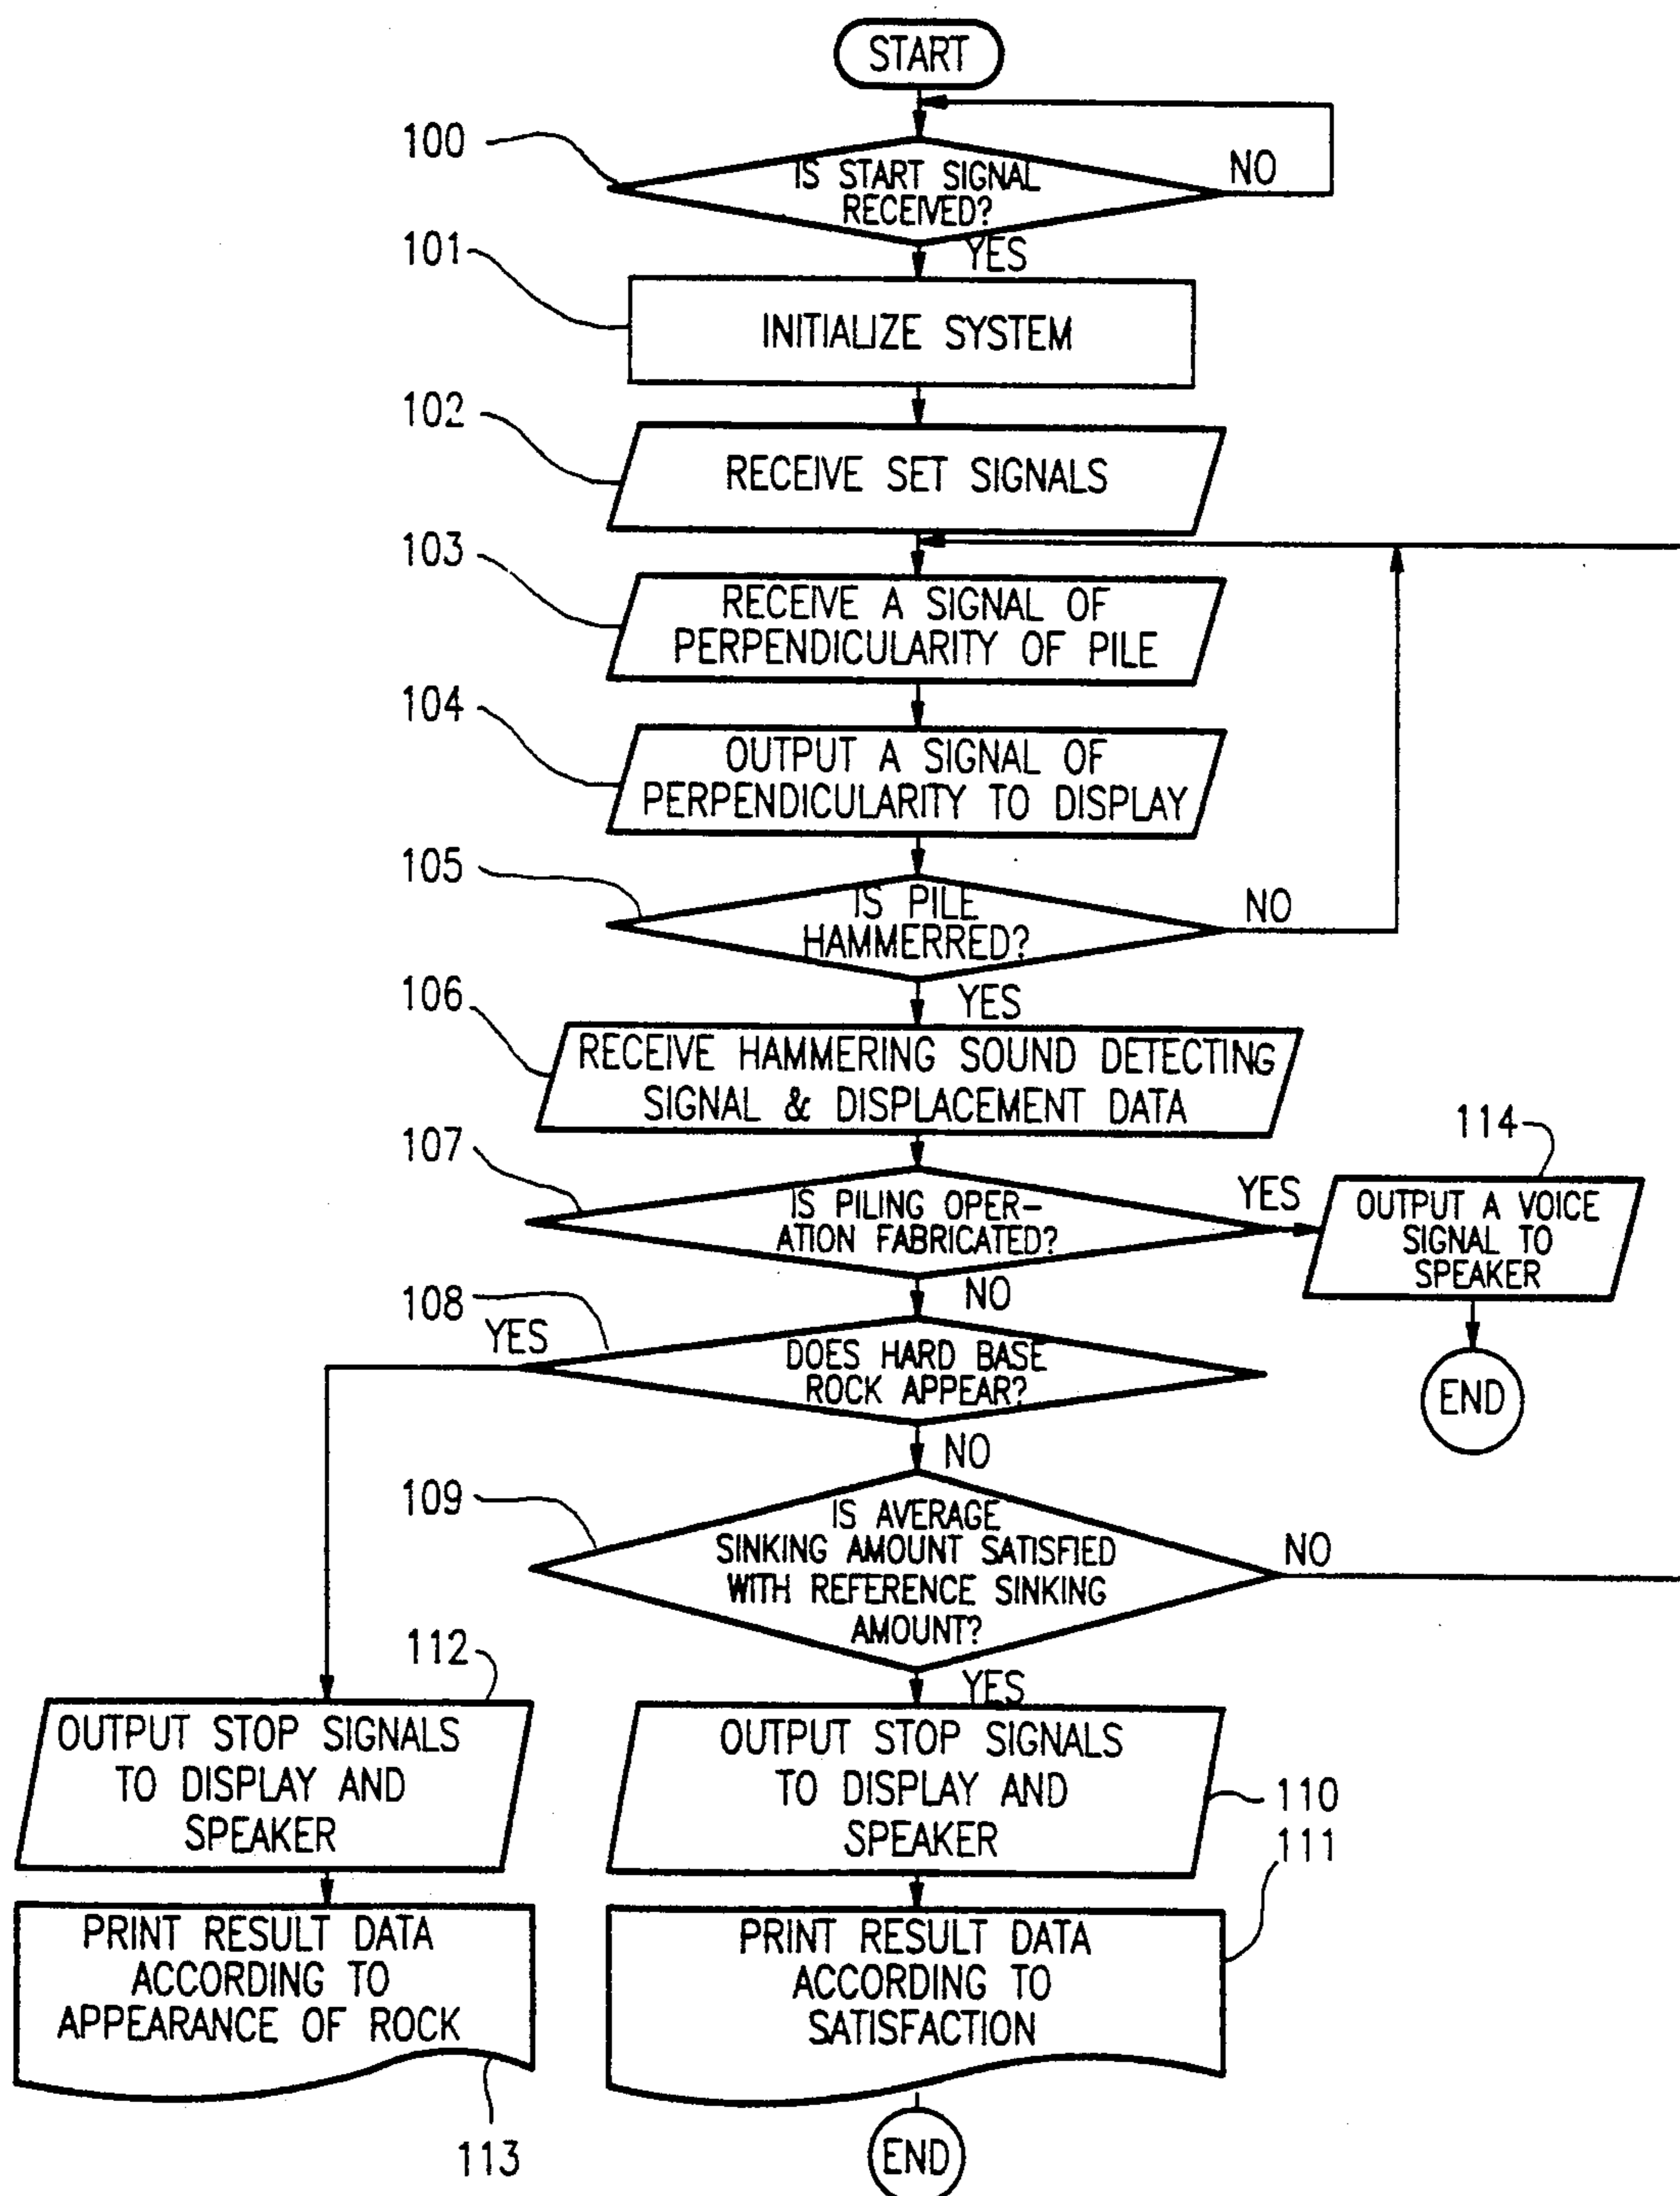 START
100
IS START SIGNAL
RECEIVED?
NO
YES
101
INITIALIZE SYSTEM
102
RECEIVE SET SIGNALS
103
RECEIVE A SIGNAL OF
PERPENDICULARITY OF PILE
104
OUTPUT A SIGNAL OF
PERPENDICULARITY TO DISPLAY
105
IS PILE
HAMMERRED?
NO
YES
106
RECEIVE HAMMERING SOUND DETECTING
SIGNAL & DISPLACEMENT DATA
107
IS PILING OPER-
ATION FABRICATED?
YES
114
OUTPUT A VOICE
SIGNAL TO
SPEAKER
END
NO
108
YES
DOES HARD BASE
ROCK APPEAR?
NO
109
IS AVERAGE
SINKING AMOUNT SATISFIED
WITH REFERENCE SINKING
AMOUNT?
NO
YES
112
OUTPUT STOP SIGNALS
TO DISPLAY AND
SPEAKER
OUTPUT STOP SIGNALS
TO DISPLAY AND
SPEAKER
110
111
PRINT RESULT DATA
ACCORDING TO
APPEARANCE OF ROCK
113
PRINT RESULT DATA
ACCORDING TO
SATISFACTION
END